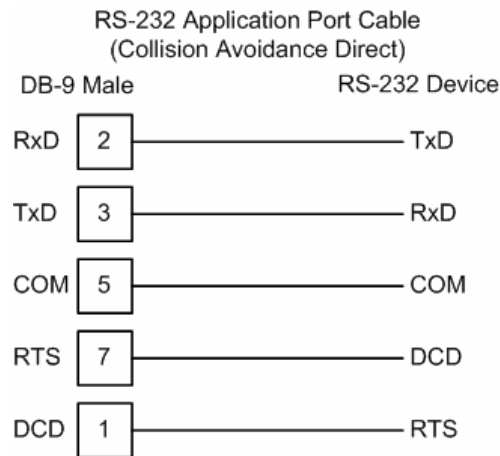 RS-232 Application Port Cable
(Collision Avoidance Direct)
DB-9 Male RS-232 Device
RxD 2 TxD
TxD 3 RxD
COM 5 COM
RTS 7 DCD
DCD 1 RTS